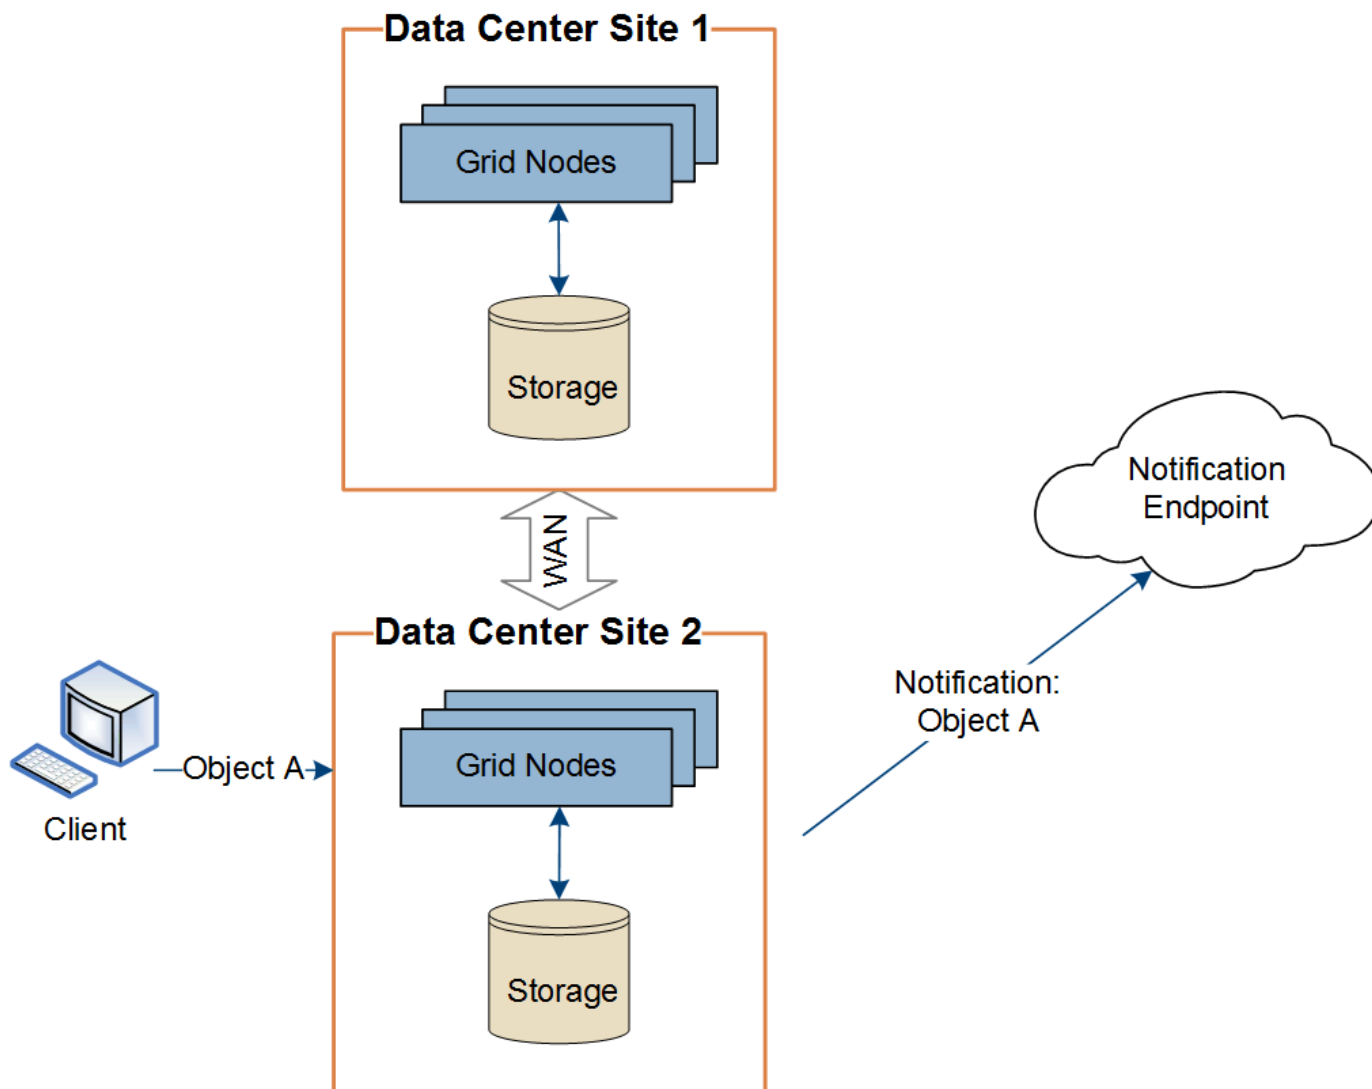 Data Center Site 1
Grid Nodes
Storage
Notification
Endpoint
WAN
Data Center Site 2
Notification:
Object A
Grid Nodes
Object A
Client
Storage